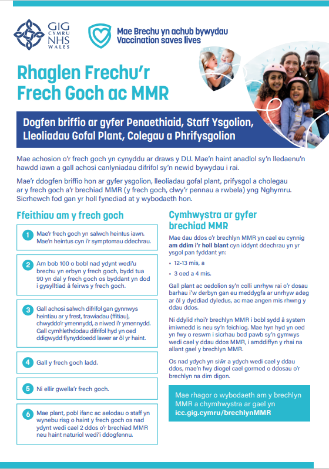 GIG
CYMRU
NHS
WALES
Mae Brechu yn achub bywydau
Vaccination saves lives
Rhaglen Frechu'r
Frech Goch ac MMR
Dogfen briffio ar gyfer Penaethiaid, Staff Ysgolion,
Lleoliadau Gofal Plant, Colegau a Phrifysgolion
Mae achosion o'r frech goch yn cynyddu ar draws y DU. Mae'n haint anadlol sy'n lledaenu'n
hawdd iawn a gall achosi canlyniadau difrifol sy'n newid bywydau i rai.
Mae'r ddogfen briffio hon ar gyfer ysgolion, lleoliadau gofal plant, prifysgol a cholegau
ar y frech goch a'r brechiad MMR (y frech goch, clwy'r pennau a rwbela) yng Nghymru.
Sicrhewch fod gan yr holl fynediad at y wybodaeth hon.
Ffeithiau am y frech goch
1 Mae'r frech goch yn salwch heintus iawn.
Mae'n heintus cyn i'r symptomau ddechrau.
2 Am bob 100 o bobl nad ydynt wedi'u
brechu yn erbyn y frech goch, bydd tua
90 yn dal y frech goch os byddant yn dod
i gysylltiad â feirws y frech goch.
3 Gall achosi salwch difrifol gan gynnwys
heintiau ar y frest, trawiadau (ffitiau),
chwydd o'r ymennydd, a niwed i'r ymennydd.
Gall cymhlethdodau difrifol hyd yn oed
ddigwydd flynyddoedd lawer ar ôl yr haint.
4 Gall y frech goch ladd.
5 Ni ellir gwella'r frech goch.
6 Mae plant, pobl ifanc ac aelodau o staff yn
wynebu risg o haint y frech goch os nad
ydynt wedi cael 2 ddos o'r brechiad MMR
neu haint naturiol wedi'i ddogfennu.
Cymhwystra ar gyfer
brechiad MMR
Mae dau ddos o'r brechlyn MMR yn cael eu cynnig
am ddim i'r holl blant cyn iddynt ddechrau yn yr
ysgol pan fyddant yn:
• 12-13 mis, a
• 3 oed a 4 mis.
Gall plant ac oedolion sy'n colli unrhyw rai o'r dosau
barhau i'w derbyn gan eu meddygfa ar unrhyw adeg
ar ôl y dyddiad dyledus, ac mae angen mis rhwng y
ddau ddos.
Ni ddylid rhoi'r brechlyn MMR i bobl sydd â system
imiwnedd is neu sy'n feichiog. Mae hyn hyd yn oed
yn fwy o reswm i sicrhau bod pawb sy'n gymwys
wedi cael y ddau ddos MMR, i amddiffyn y rhai na
allant gael y brechiad MMR.
Os nad ydych yn siŵr a ydych wedi cael y ddau
ddos, mae'n fwy diogel cael gormod o ddosau o'r
brechlyn na dim digon.
Mae rhagor o wybodaeth am y brechiad MMR
a chymhwystra ar gael yn
icc.gig.cymru/brechlynMMR